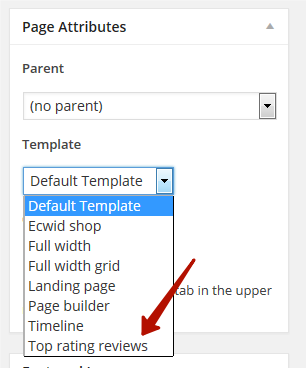 Page Attributes
Parent
(no parent)
Template
Default Template
Default Template
Ecwid shop
Full width
Full width grid
Landing page
Page builder
tab in the upper
Timeline
Top rating reviews